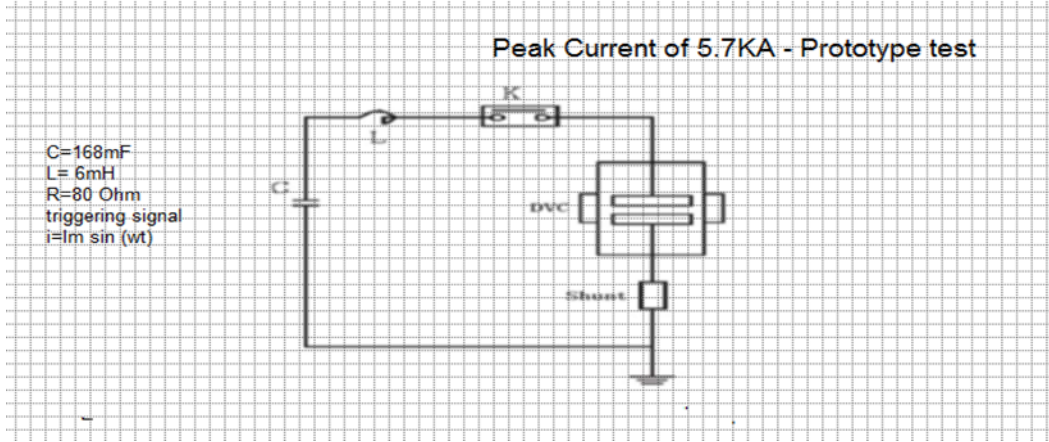 Peak Current of 5.7KA - Prototype test
K
L
C=168mF
L= 6mH
R=80 Ohm
triggering signal
i=Im sin (wt)
C
DVC
Shunt